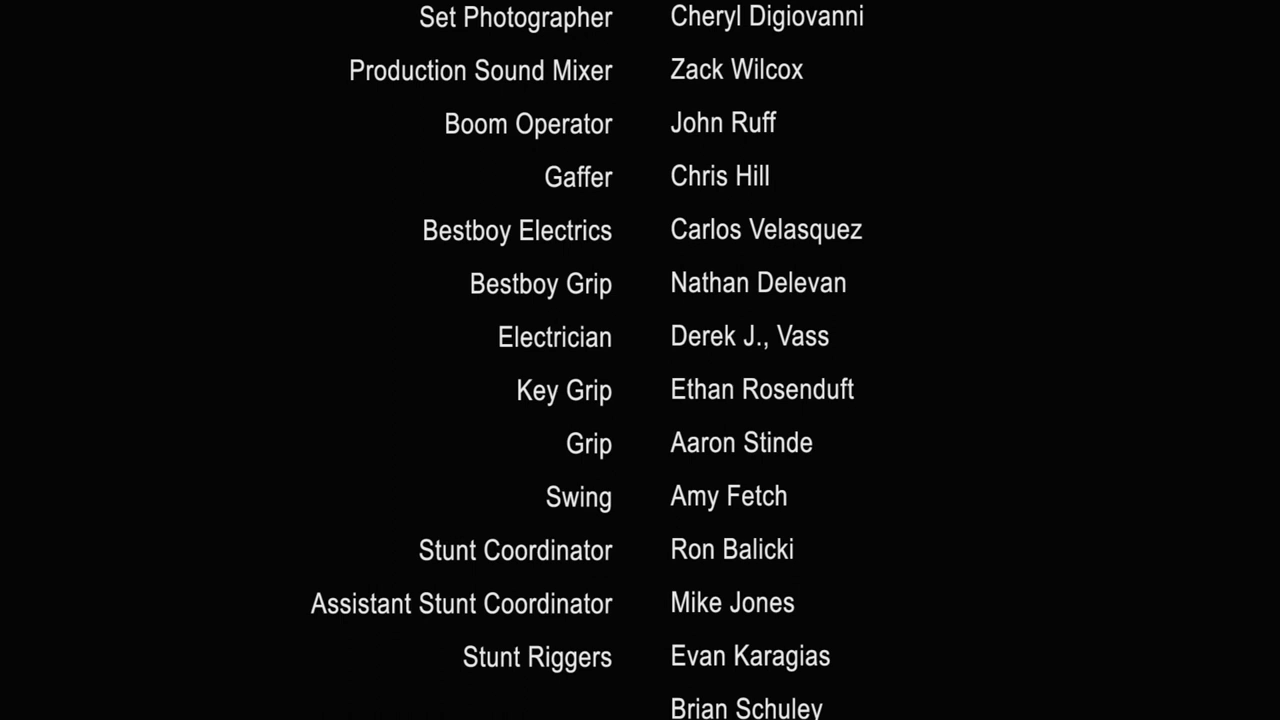 Set Photographer Cheryl Digiovanni
Production Sound Mixer Zack Wilcox
Boom Operator John Ruff
Gaffer Chris Hill
Bestboy Electrics Carlos Velasquez
Bestboy Grip Nathan Delevan
Electrician Derek J., Vass
Key Grip Ethan Rosenduft
Grip Aaron Stinde
Swing Amy Fetch
Stunt Coordinator Ron Balicki
Assistant Stunt Coordinator Mike Jones
Stunt Riggers Evan Karagias
Brian Schuley